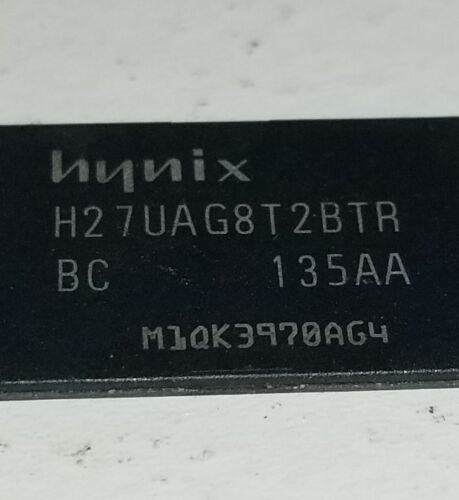 hynix
H27UAG8T2BTR
BC 135AA
M1QK3970AG4